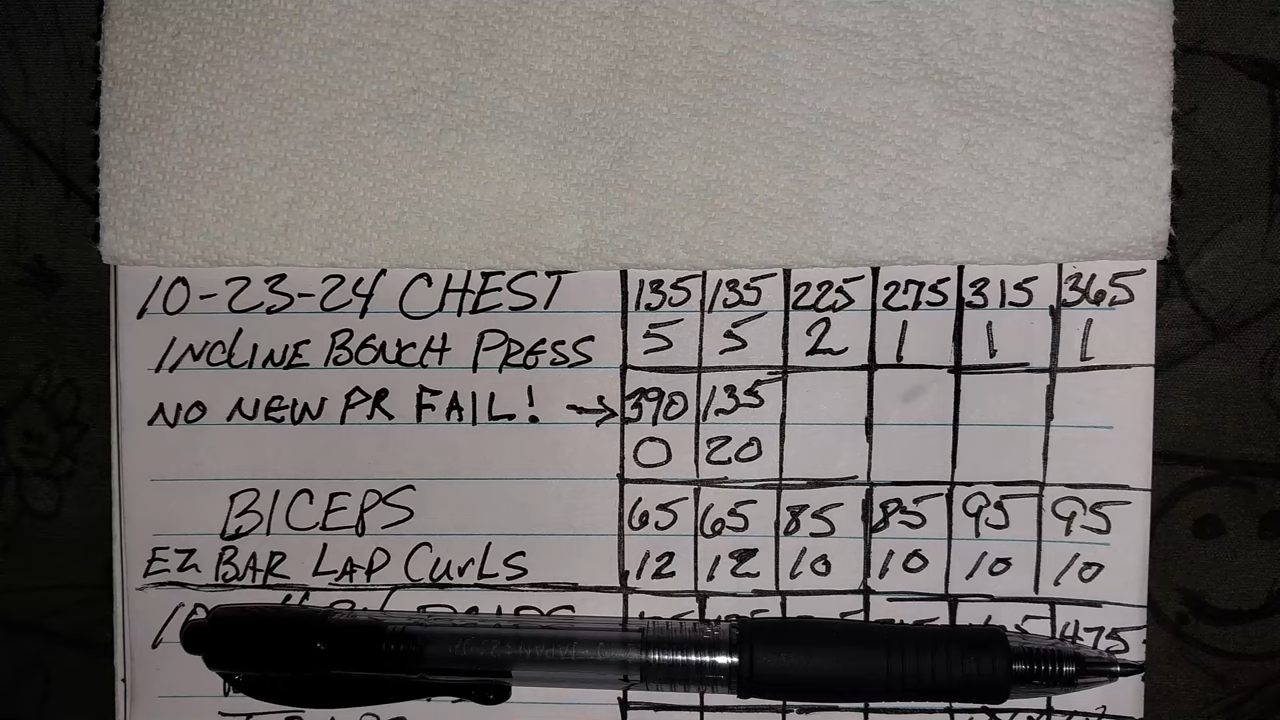 10-23-24 CHEST 135 135 225 275 315 365
INCLINE BENCH PRESS 5 5 2 1 1 1
NO NEW PR FAIL! → 390 135
0 20
BICEPS 65 65 85 85 95 95
EZ BAR LAP CURLS 12 12 10 10 10 10
475